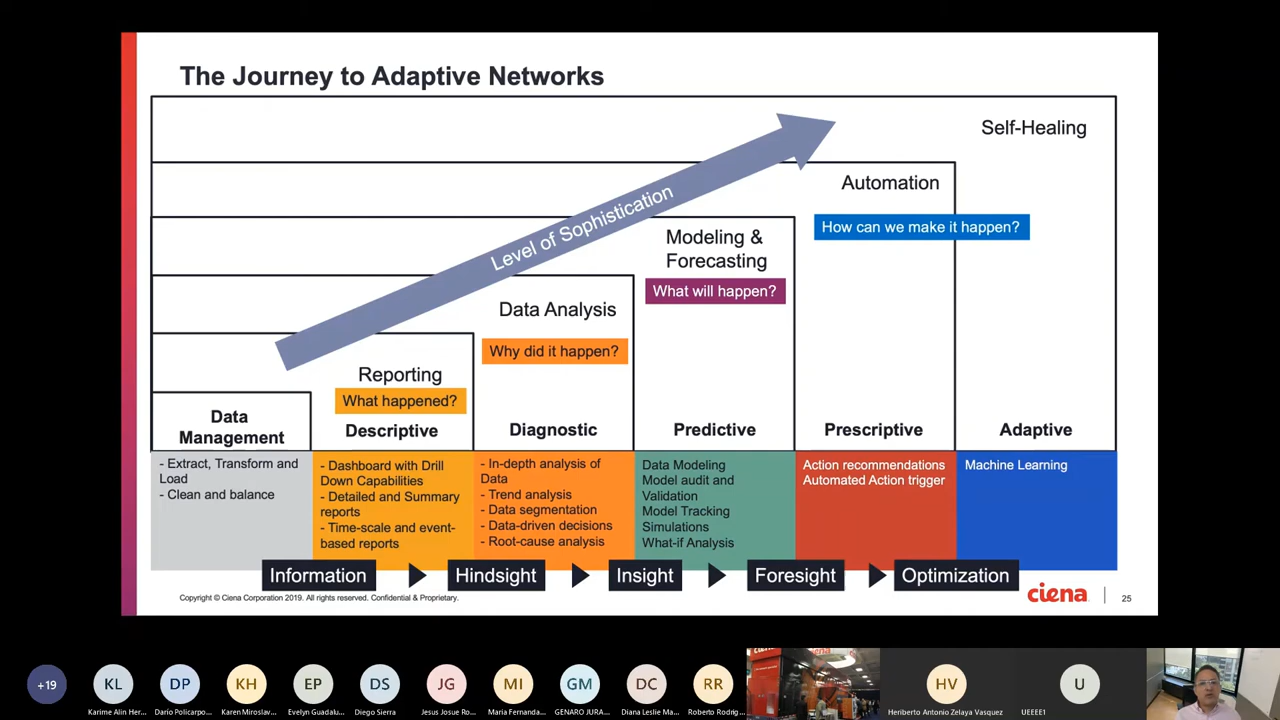 The Journey to Adaptive Networks
Self-Healing
Automation
How can we make it happen?
Level of Sophistication
Modeling &
Forecasting
What will happen?
Data Analysis
Why did it happen?
Reporting
What happened?
Data
Management
Descriptive
Diagnostic
Predictive
Prescriptive
Adaptive
- Extract, Transform and
Load
- Clean and balance
- Dashboard with Drill
Down Capabilities
- Detailed and Summary
reports
- Time-scale and event-
based reports
- In-depth analysis of
Data
- Trend analysis
- Data segmentation
- Data-driven decisions
- Root-cause analysis
Data Modeling
Model audit and
Validation
Model Tracking
Simulations
What-if Analysis
Action recommendations
Automated Action trigger
Machine Learning
Information
Hindsight
Insight
Foresight
Optimization
Copyright © Ciena Corporation 2019. All rights reserved. Confidential & Proprietary.
ciena
25
+19
KL
DP
KH
EP
DS
JG
MI
GM
DC
RR
HV
U
Karime Alin Her...
Darío Policarpo...
Karen Miroslav...
Evelyn Guadalu...
Diego Sierra
Jesus Josue Ro...
Maria Fernanda...
GENARO JURA...
Diana Leslie Ma...
Roberto Rodrig...
Heriberto Antonio Zelaya Vasquez
UEEEE1